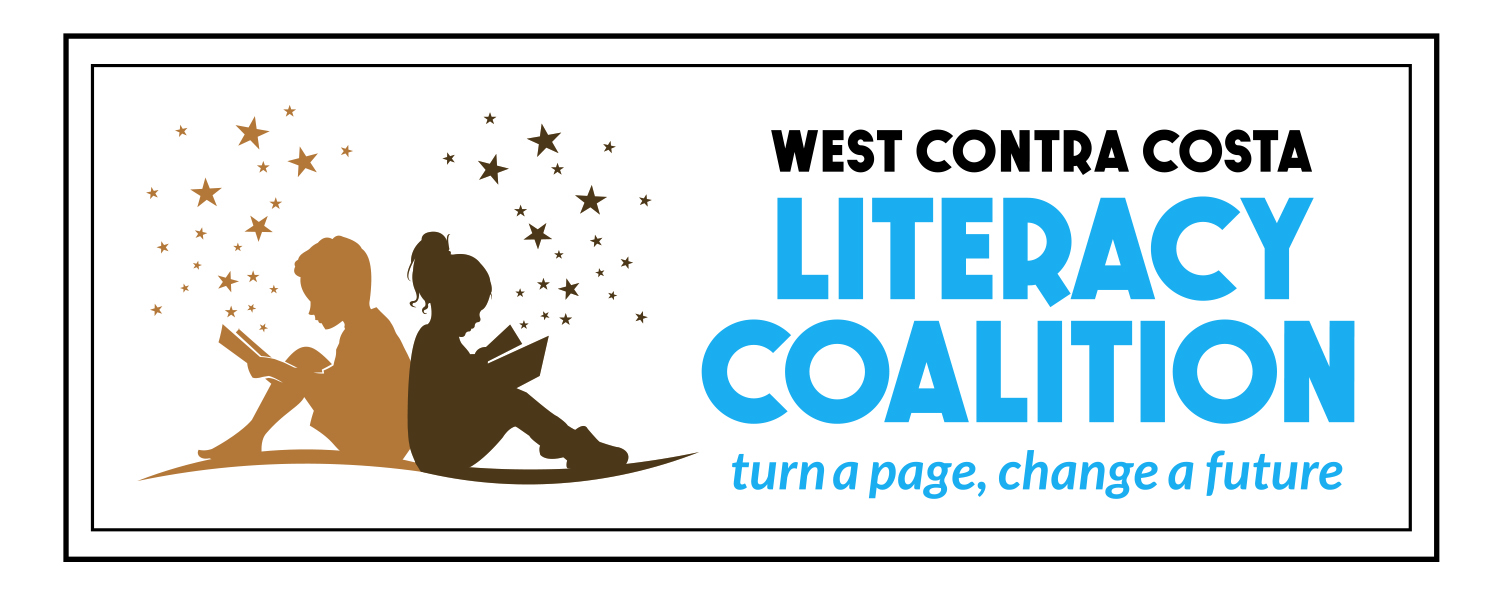 WEST CONTRA COSTA
LITERACY
COALITION
turn a page, change a future